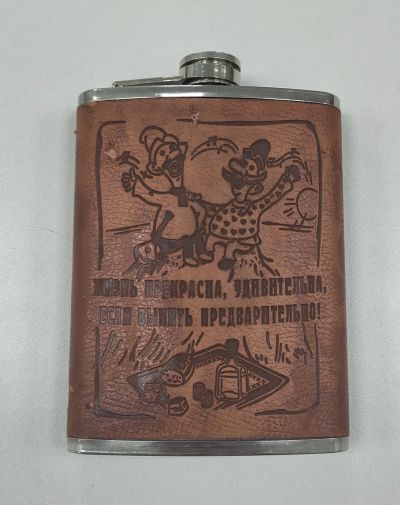 ЖИЗНЬ ПРЕКРАСНА, УДИВИТЕЛЬНА,
ЕСЛИ ВЫПИТЬ ПРЕДВАРИТЕЛЬНО!